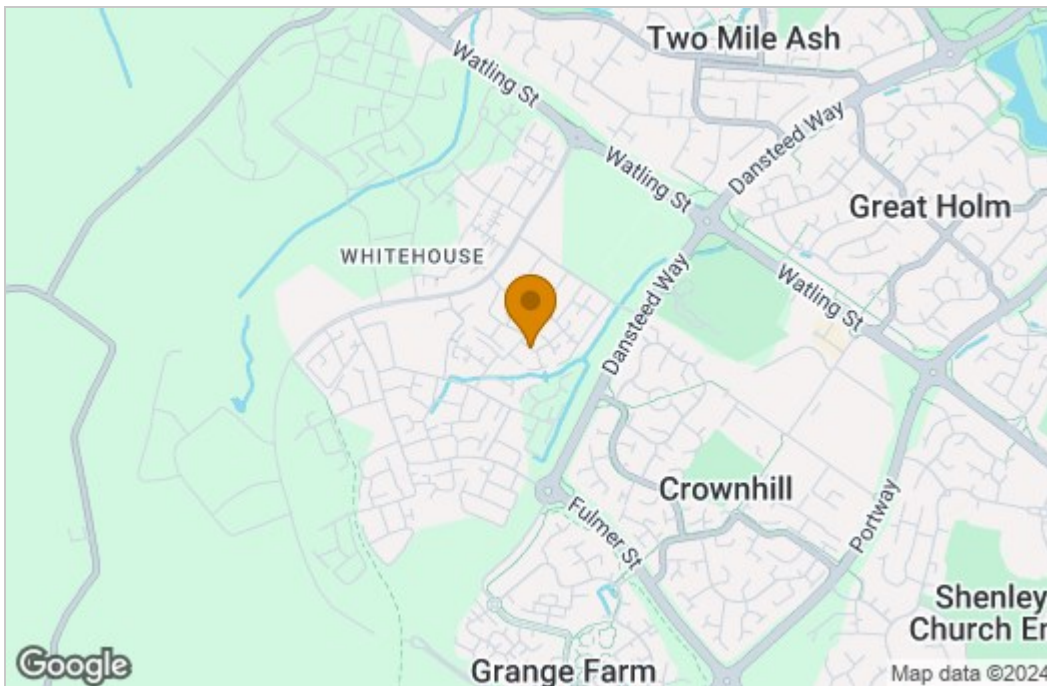 Two Mile Ash
Watling St
Dansteed Way
Watling St
Great Holm
WHITEHOUSE
Watling St
Dansteed Way
Crownhill
Portway
Fulmer St
Shenley
Church En
Grange Farm
Google
Map data ©2024